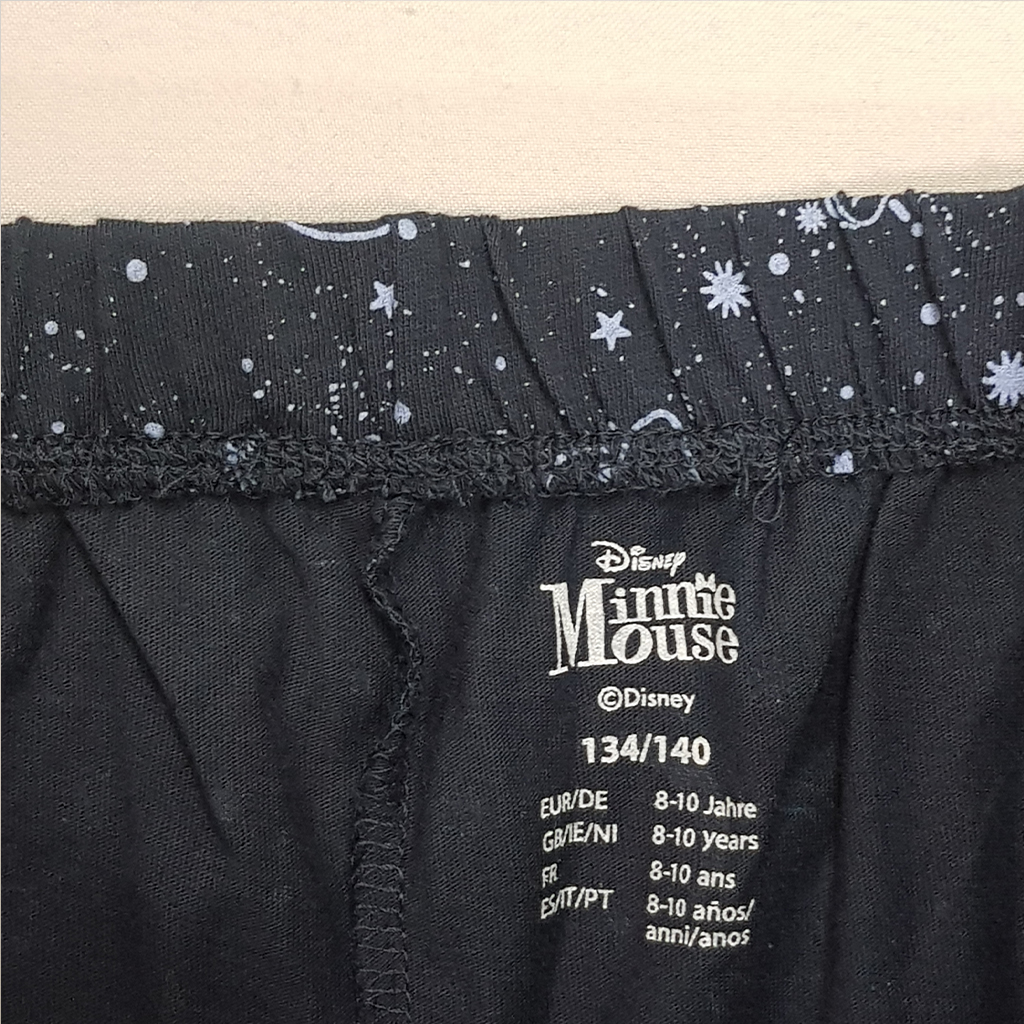 Disney
Minnie
Mouse
©Disney
134/140
EUR/DE 8-10 Jahre
GB/IE/NI 8-10 years
FR 8-10 ans
ES/IT/PT 8-10 años/
anni/anos